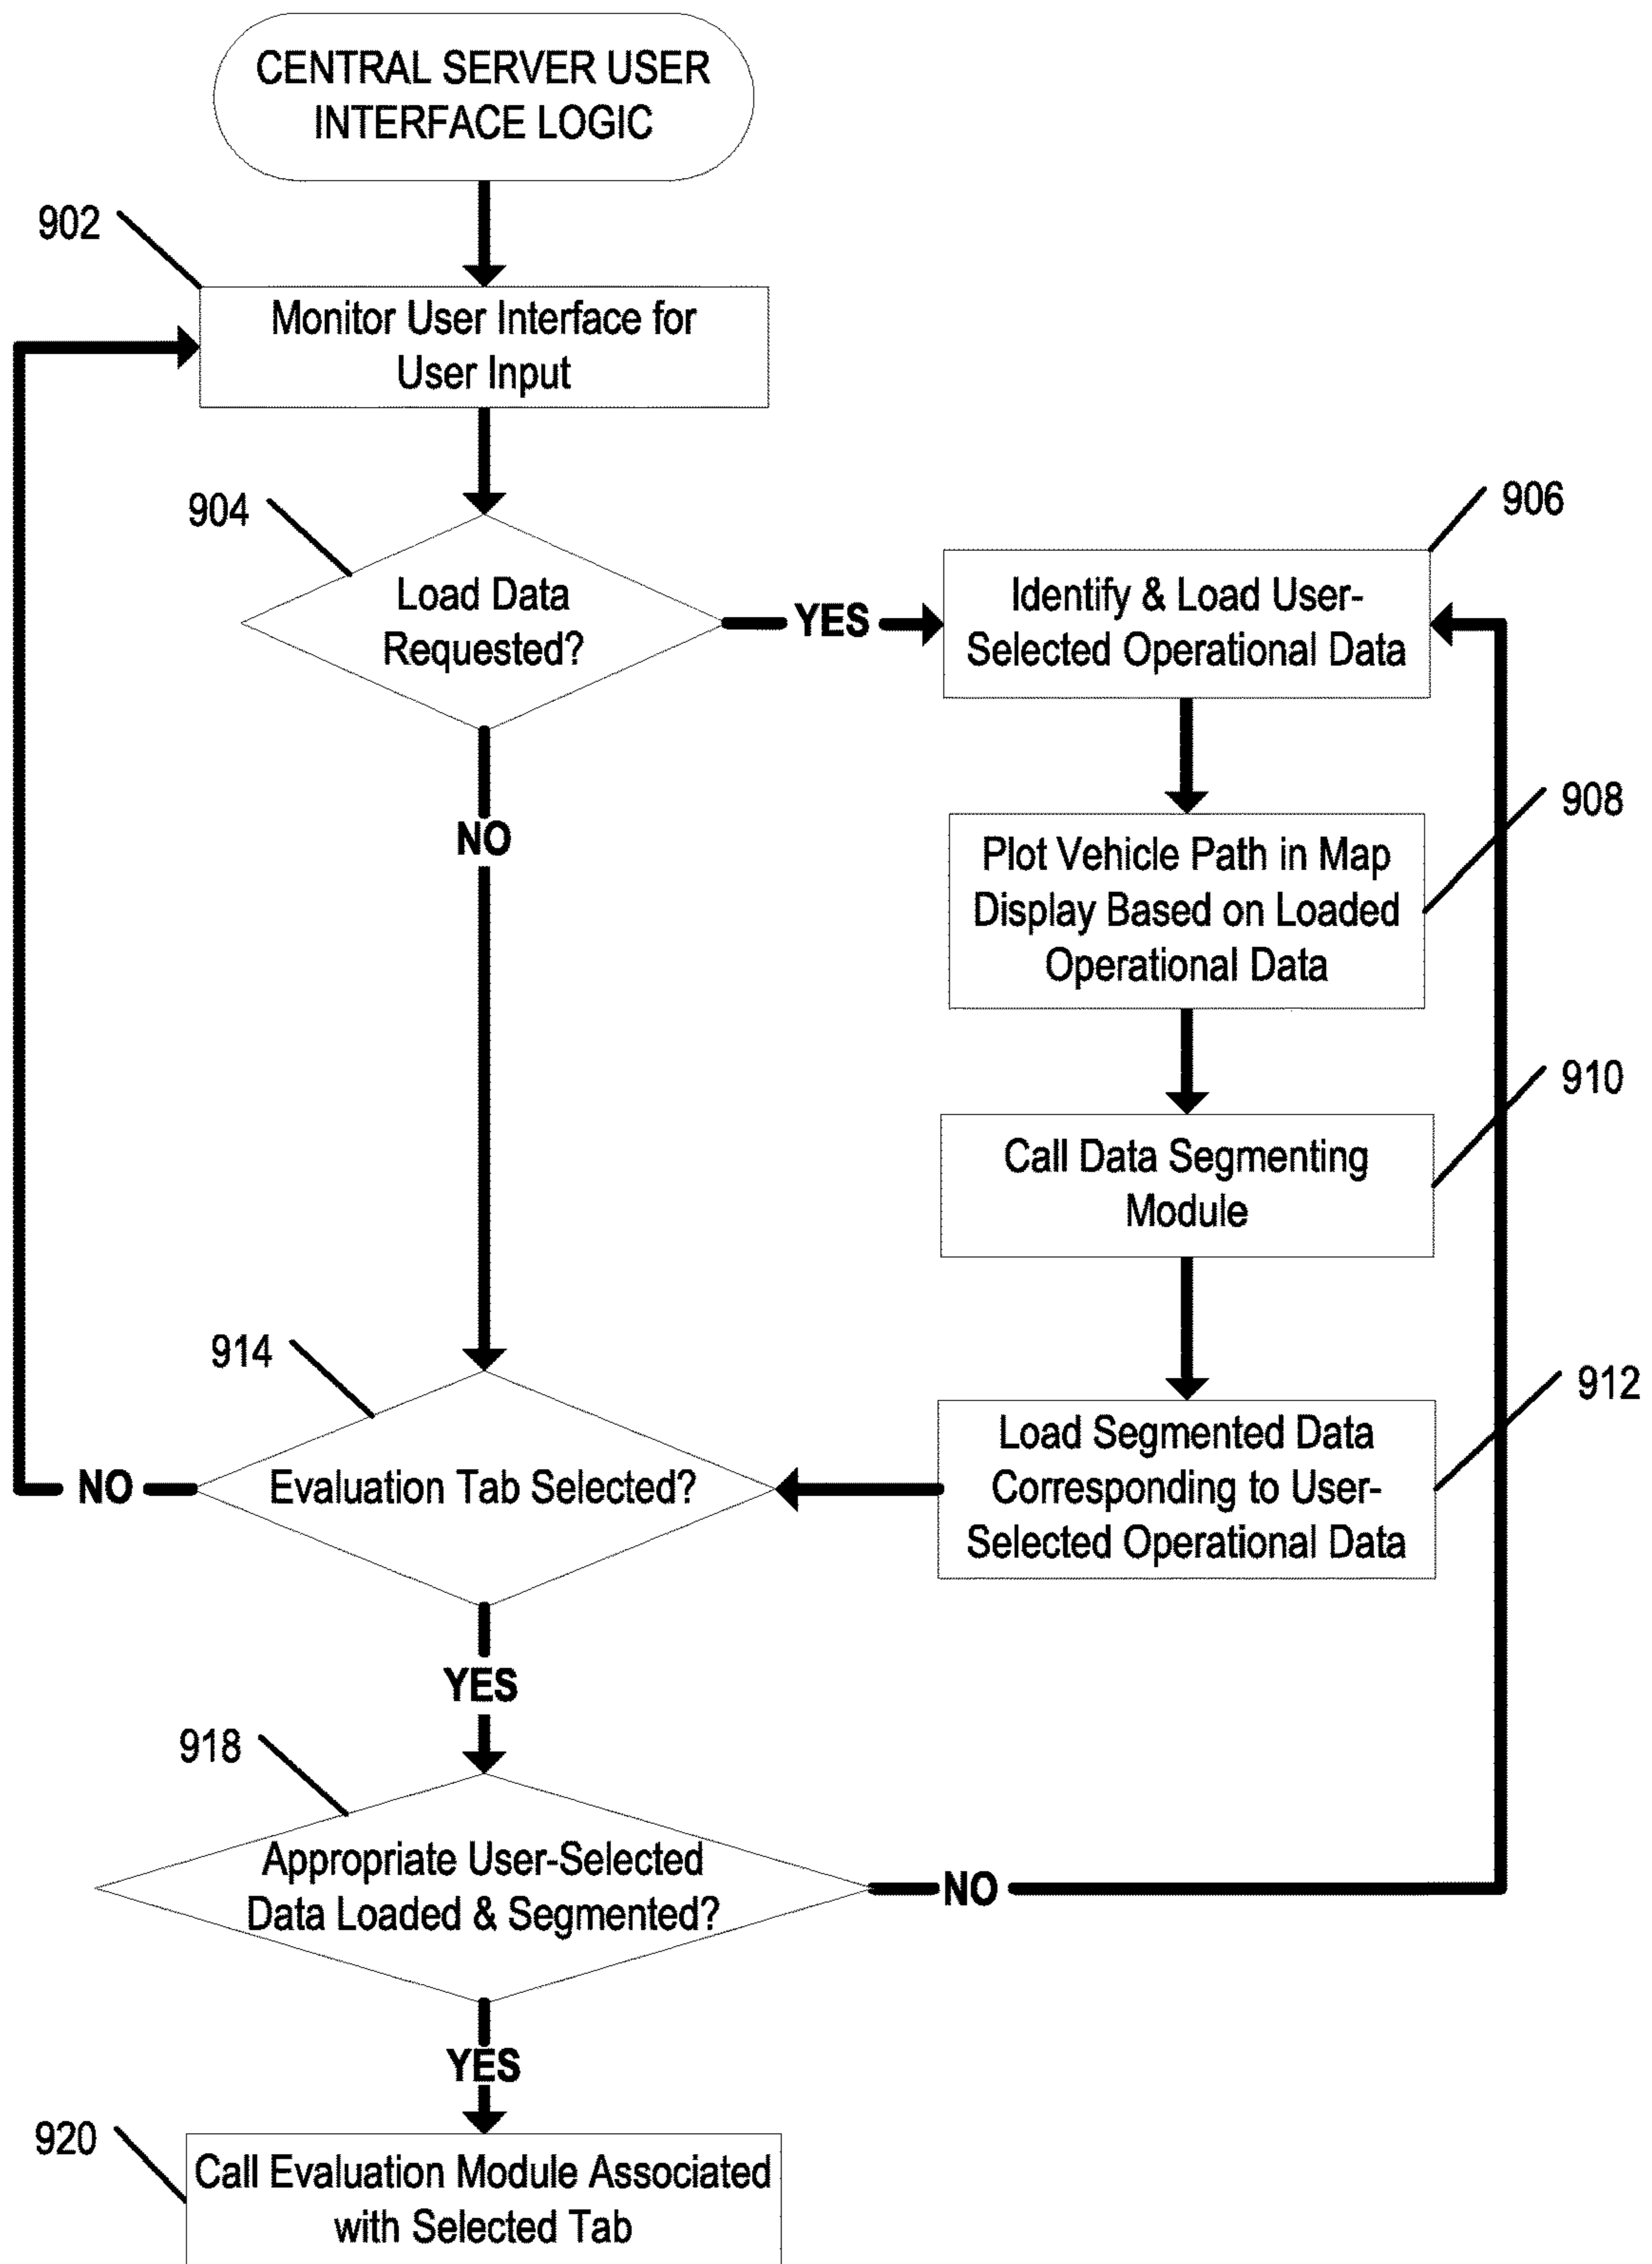 CENTRAL SERVER USER
INTERFACE LOGIC
902
Monitor User Interface for
User Input
904
Load Data
Requested?
YES
906
Identify & Load User-
Selected Operational Data
NO
908
Plot Vehicle Path in Map
Display Based on Loaded
Operational Data
910
Call Data Segmenting
Module
912
Load Segmented Data
Corresponding to User-
Selected Operational Data
914
Evaluation Tab Selected?
NO
YES
918
Appropriate User-Selected
Data Loaded & Segmented?
NO
YES
920
Call Evaluation Module Associated
with Selected Tab